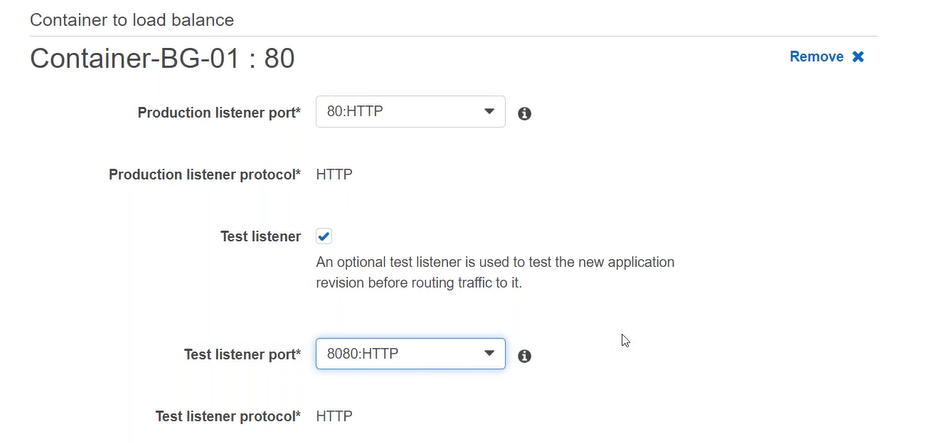 Container to load balance
Container-BG-01 : 80
Remove
Production listener port* 80:HTTP
Production listener protocol* HTTP
Test listener
An optional test listener is used to test the new application
revision before routing traffic to it.
Test listener port* 8080:HTTP
Test listener protocol* HTTP